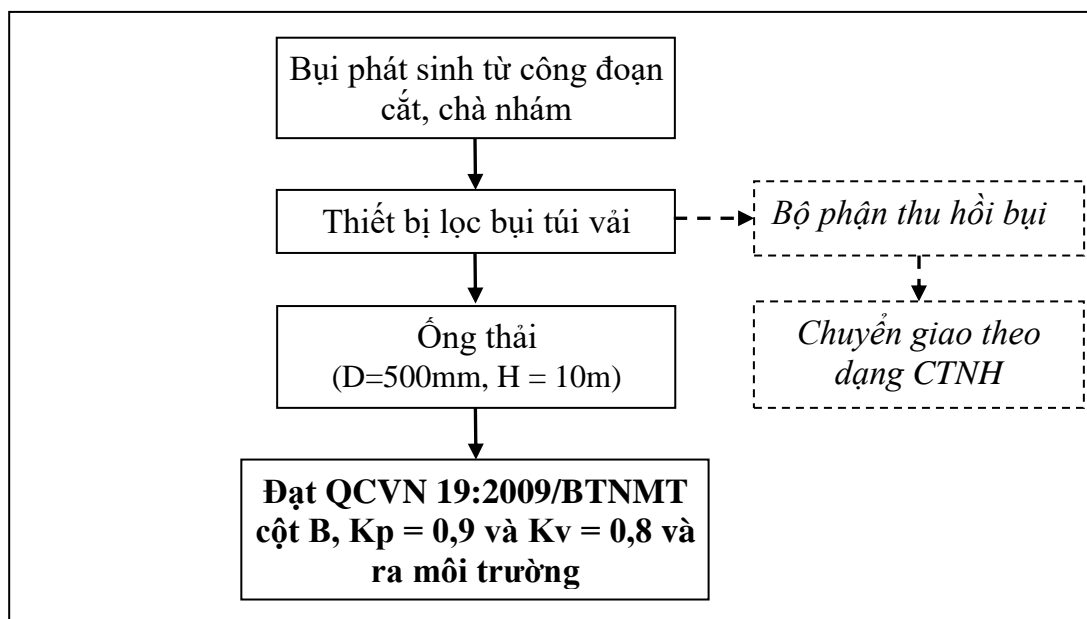 Bụi phát sinh từ công đoạn
cắt, chà nhám
Thiết bị lọc bụi túi vải
Bộ phận thu hồi bụi
Ống thải
(D=500mm, H = 10m)
Chuyển giao theo
dạng CTNH
Đạt QCVN 19:2009/BTNMT
cột B, Kp = 0,9 và Kv = 0,8 và
ra môi trường